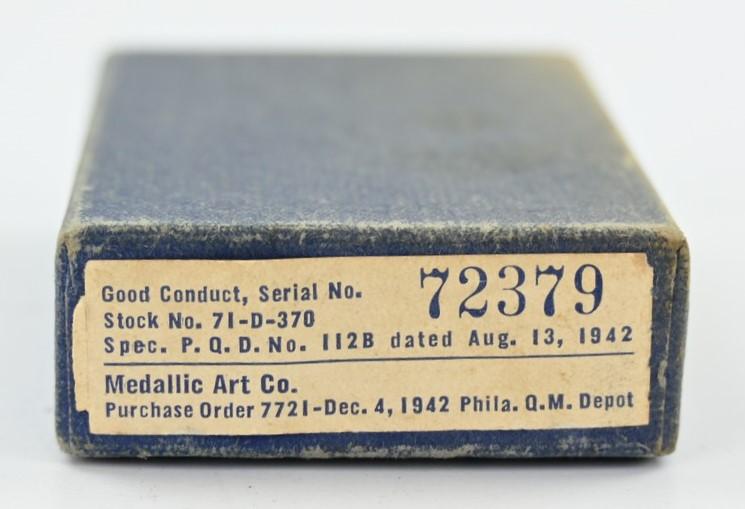 Good Conduct, Serial No. 72379
Stock No. 71-D-370
Spec. P. Q. D. No. 112B dated Aug. 13, 1942
Medallic Art Co.
Purchase Order 7721-Dec. 4, 1942 Phila. Q.M. Depot